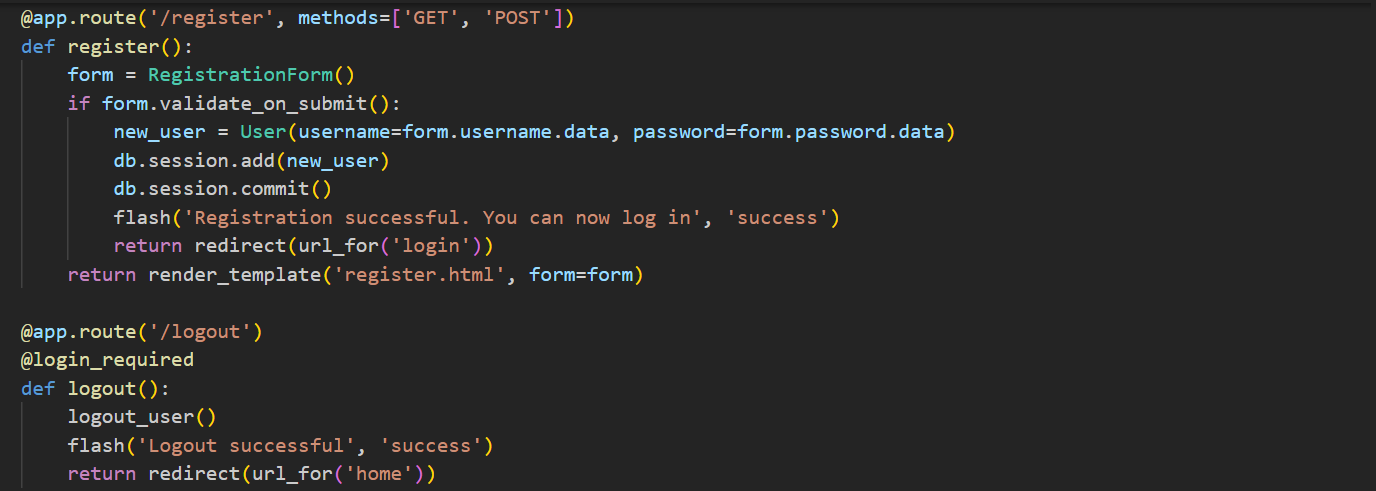 @app.route('/register', methods=['GET', 'POST'])
def register():
    form = RegistrationForm()
    if form.validate_on_submit():
        new_user = User(username=form.username.data, password=form.password.data)
        db.session.add(new_user)
        db.session.commit()
        flash('Registration successful. You can now log in', 'success')
        return redirect(url_for('login'))
    return render_template('register.html', form=form)

@app.route('/logout')
@login_required
def logout():
    logout_user()
    flash('Logout successful', 'success')
    return redirect(url_for('home'))